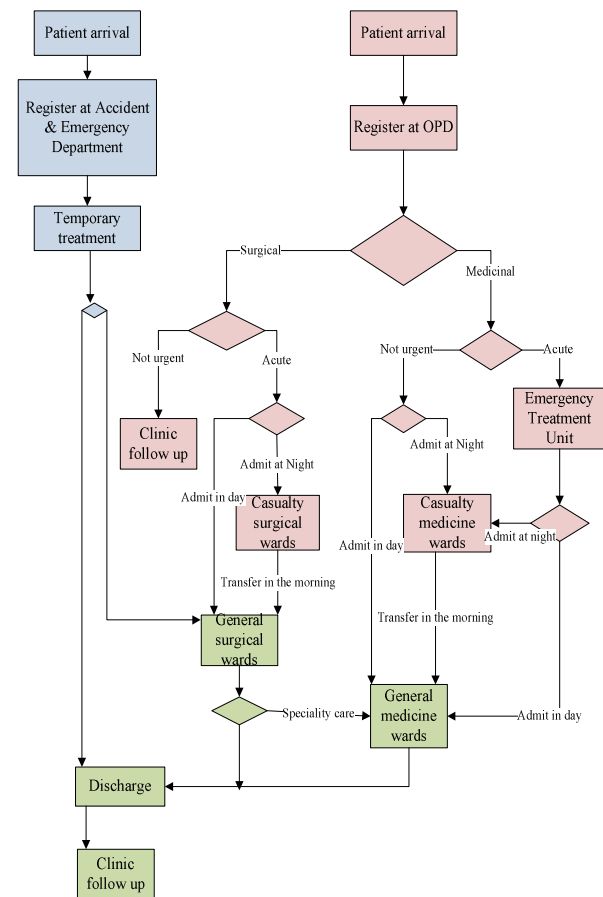 Patient arrival
Patient arrival
Register at Accident
& Emergency
Department
Register at OPD
Temporary
treatment
Surgical
Medicinal
Not urgent
Acute
Not urgent
Acute
Emergency
Treatment
Unit
Clinic
follow up
Admit at Night
Admit at Night
Admit in day
Casualty
surgical
wards
Casualty
medicine
wards
Admit at night
Admit in day
Transfer in the morning
Transfer in the morning
General
surgical
wards
General
medicine
wards
Speciality care
Admit in day
Discharge
Clinic
follow up